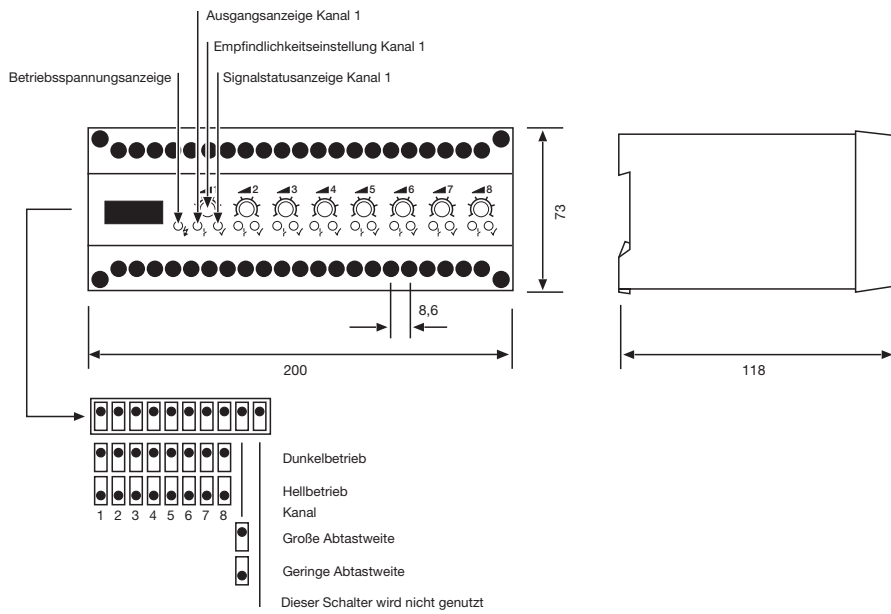 Ausgangsanzeige Kanal 1
Empfindlichkeitseinstellung Kanal 1
Betriebsspannungsanzeige
Signalstatusanzeige Kanal 1
1 2 3 4 5 6 7 8
73
8,6
200
118
Dunkelbetrieb
Hellbetrieb
1 2 3 4 5 6 7 8 Kanal
Große Abtastweite
Geringe Abtastweite
Dieser Schalter wird nicht genutzt